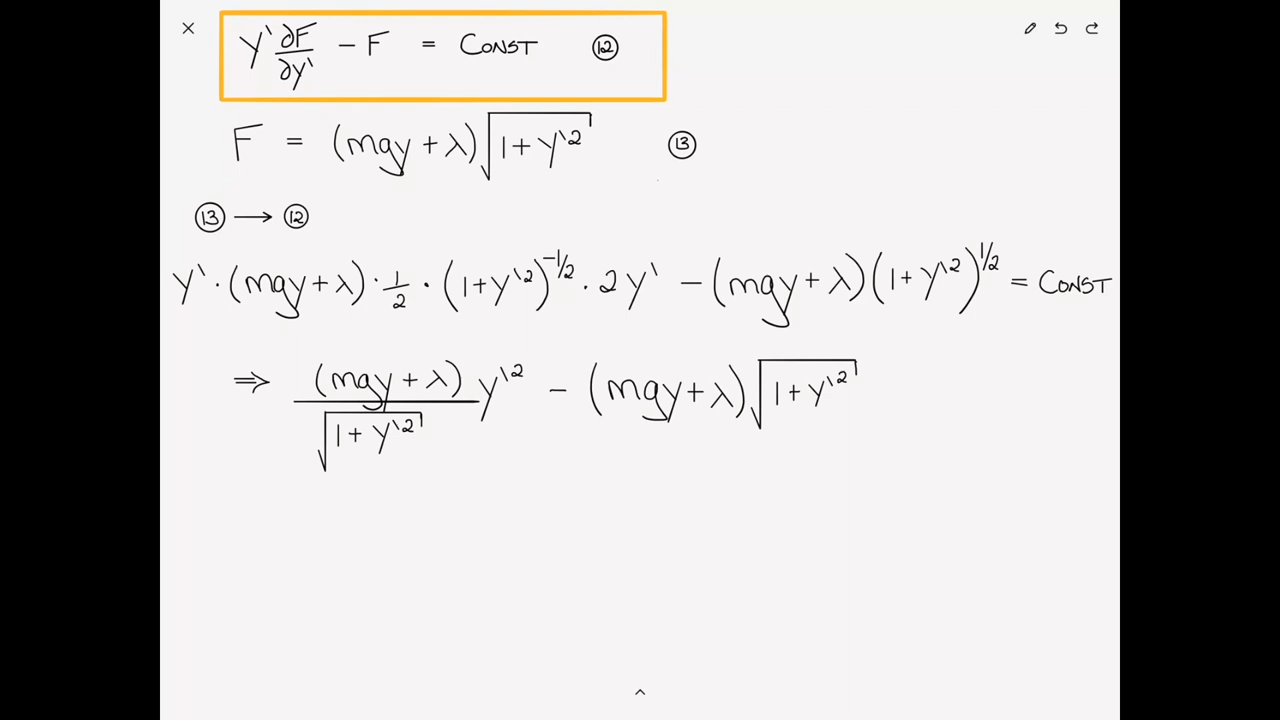 y' ∂F/∂y' − F = CONST ⑫
F = (mgy + λ)√(1 + y'²) ⑬
⑬ → ⑫
y' · (mgy + λ) · 1/2 · (1 + y'²)^(−1/2) · 2y' − (mgy + λ)(1 + y'²)^(1/2) = CONST
⇒ (mgy + λ)/√(1 + y'²) y'² − (mgy + λ)√(1 + y'²)